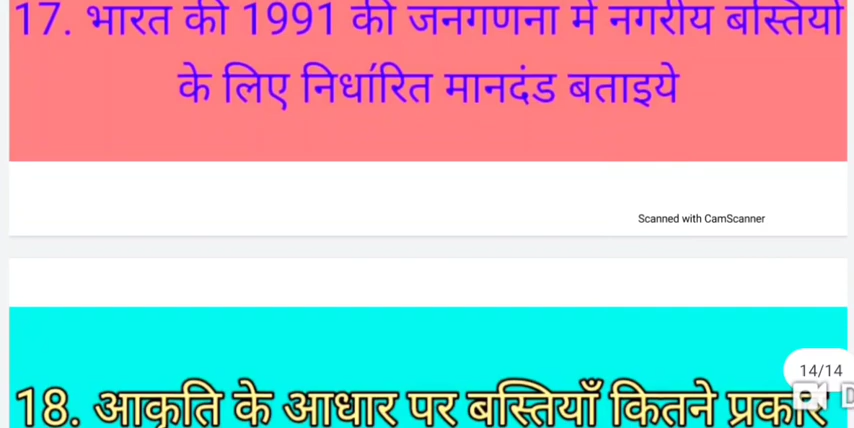 17. भारत की 1991 की जनगणना में नगरीय बस्तियों
के लिए निर्धारित मानदंड बताइये
Scanned with CamScanner
14/14
18. आकृति के आधार पर बस्तियाँ कितने प्रकार